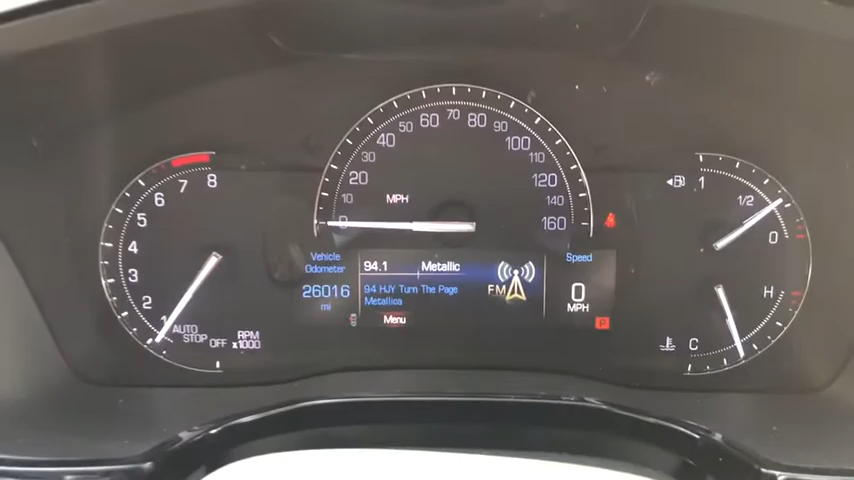 1
2
3
4
5
6
7
8
AUTO
STOP
OFF
RPM
x1000
0
10
20
30
40
50
60
70
80
90
100
110
120
140
160
MPH
Vehicle
Odometer
26016
mi
94.1
Metallic
94 HJY Turn The Page
Metallica
Menu
FM
Speed
0
MPH
P
1
1/2
0
H
C